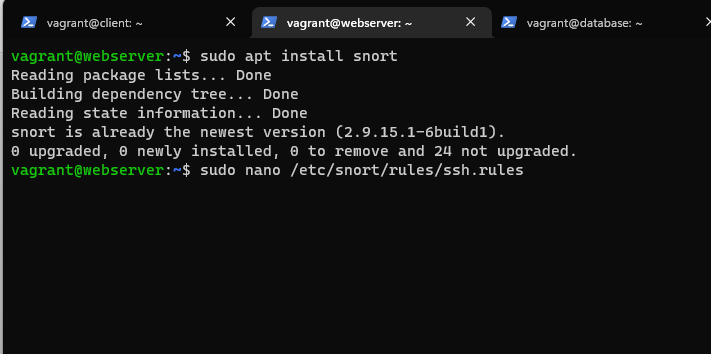 vagrant@client: ~ vagrant@webserver: ~ vagrant@database: ~
vagrant@webserver:~$ sudo apt install snort
Reading package lists... Done
Building dependency tree... Done
Reading state information... Done
snort is already the newest version (2.9.15.1-6build1).
0 upgraded, 0 newly installed, 0 to remove and 24 not upgraded.
vagrant@webserver:~$ sudo nano /etc/snort/rules/ssh.rules